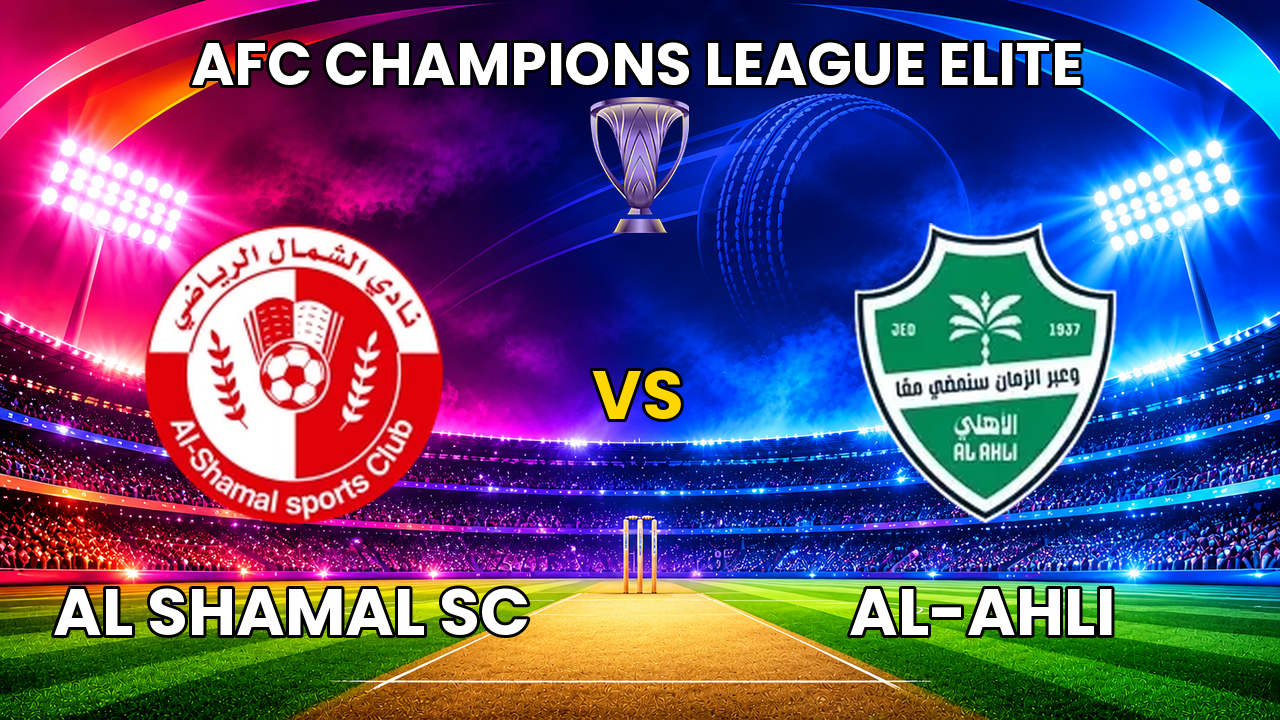 AFC CHAMPIONS LEAGUE ELITE
نادي الشمال الرياضي
Al-Shamal sports Club
VS
JED 1937
وعبر الزمان سنمضي معًا
الأهلي
AL AHLI
AL SHAMAL SC
AL-AHLI